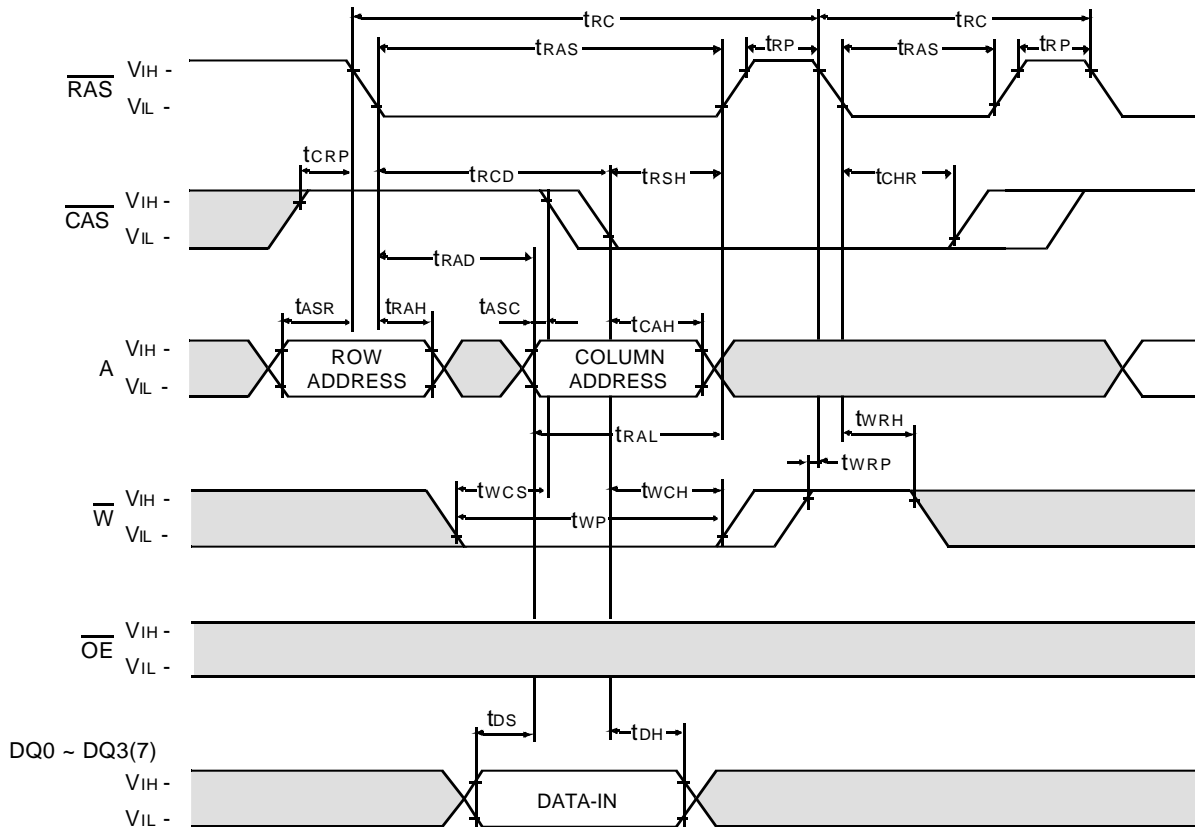 tRC tRC
tRAS tRP tRAS tRP
RAS VIH -
VIL -
tCRP tRCD tRSH tCHR
CAS VIH -
VIL -
tRAD
tASR tRAH tASC tCAH
A VIH -
VIL -
ROW ADDRESS
COLUMN ADDRESS
tRAL tWRH
tWRP
tWCS tWCH
W VIH -
VIL -
tWP
OE VIH -
VIL -
tDS tDH
DQ0 ~ DQ3(7)
VIH -
VIL -
DATA-IN